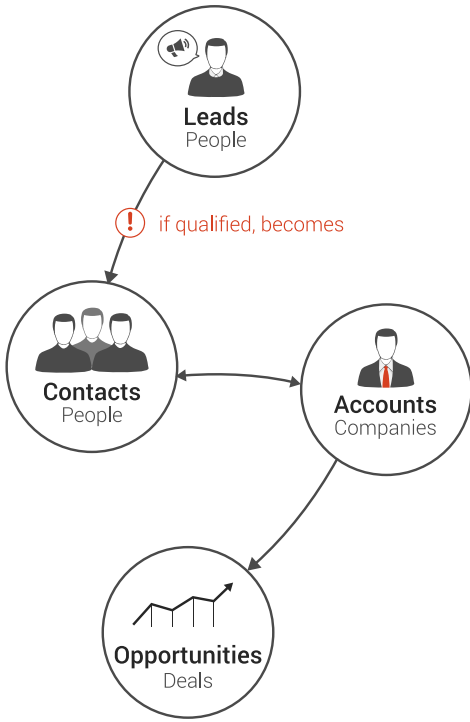 Leads
People
! if qualified, becomes
Contacts
People
Accounts
Companies
Opportunities
Deals